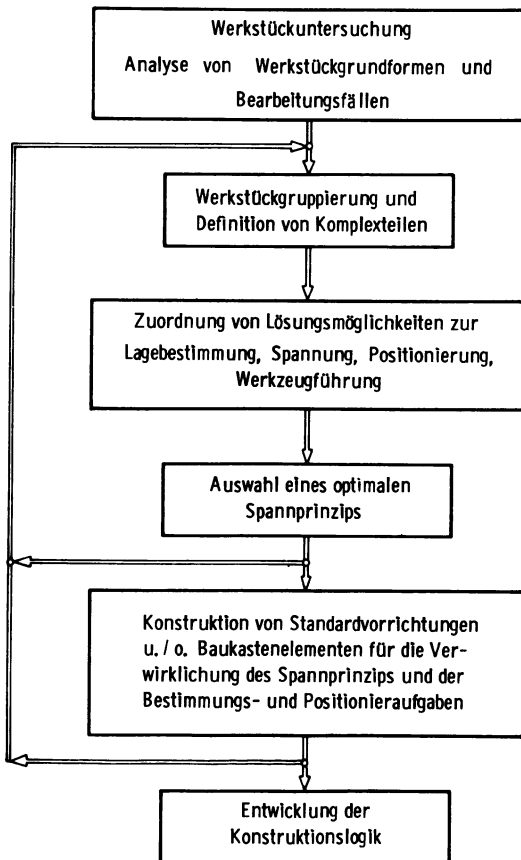 Werkstückuntersuchung
Analyse von Werkstückgrundformen und
Bearbeitungsfällen
Werkstückgruppierung und
Definition von Komplexteilen
Zuordnung von Lösungsmöglichkeiten zur
Lagebestimmung, Spannung, Positionierung,
Werkzeugführung
Auswahl eines optimalen
Spannprinzips
Konstruktion von Standardvorrichtungen
u. / o. Baukastenelementen für die Ver-
wirklichung des Spannprinzips und der
Bestimmungs- und Positionieraufgaben
Entwicklung der
Konstruktionslogik